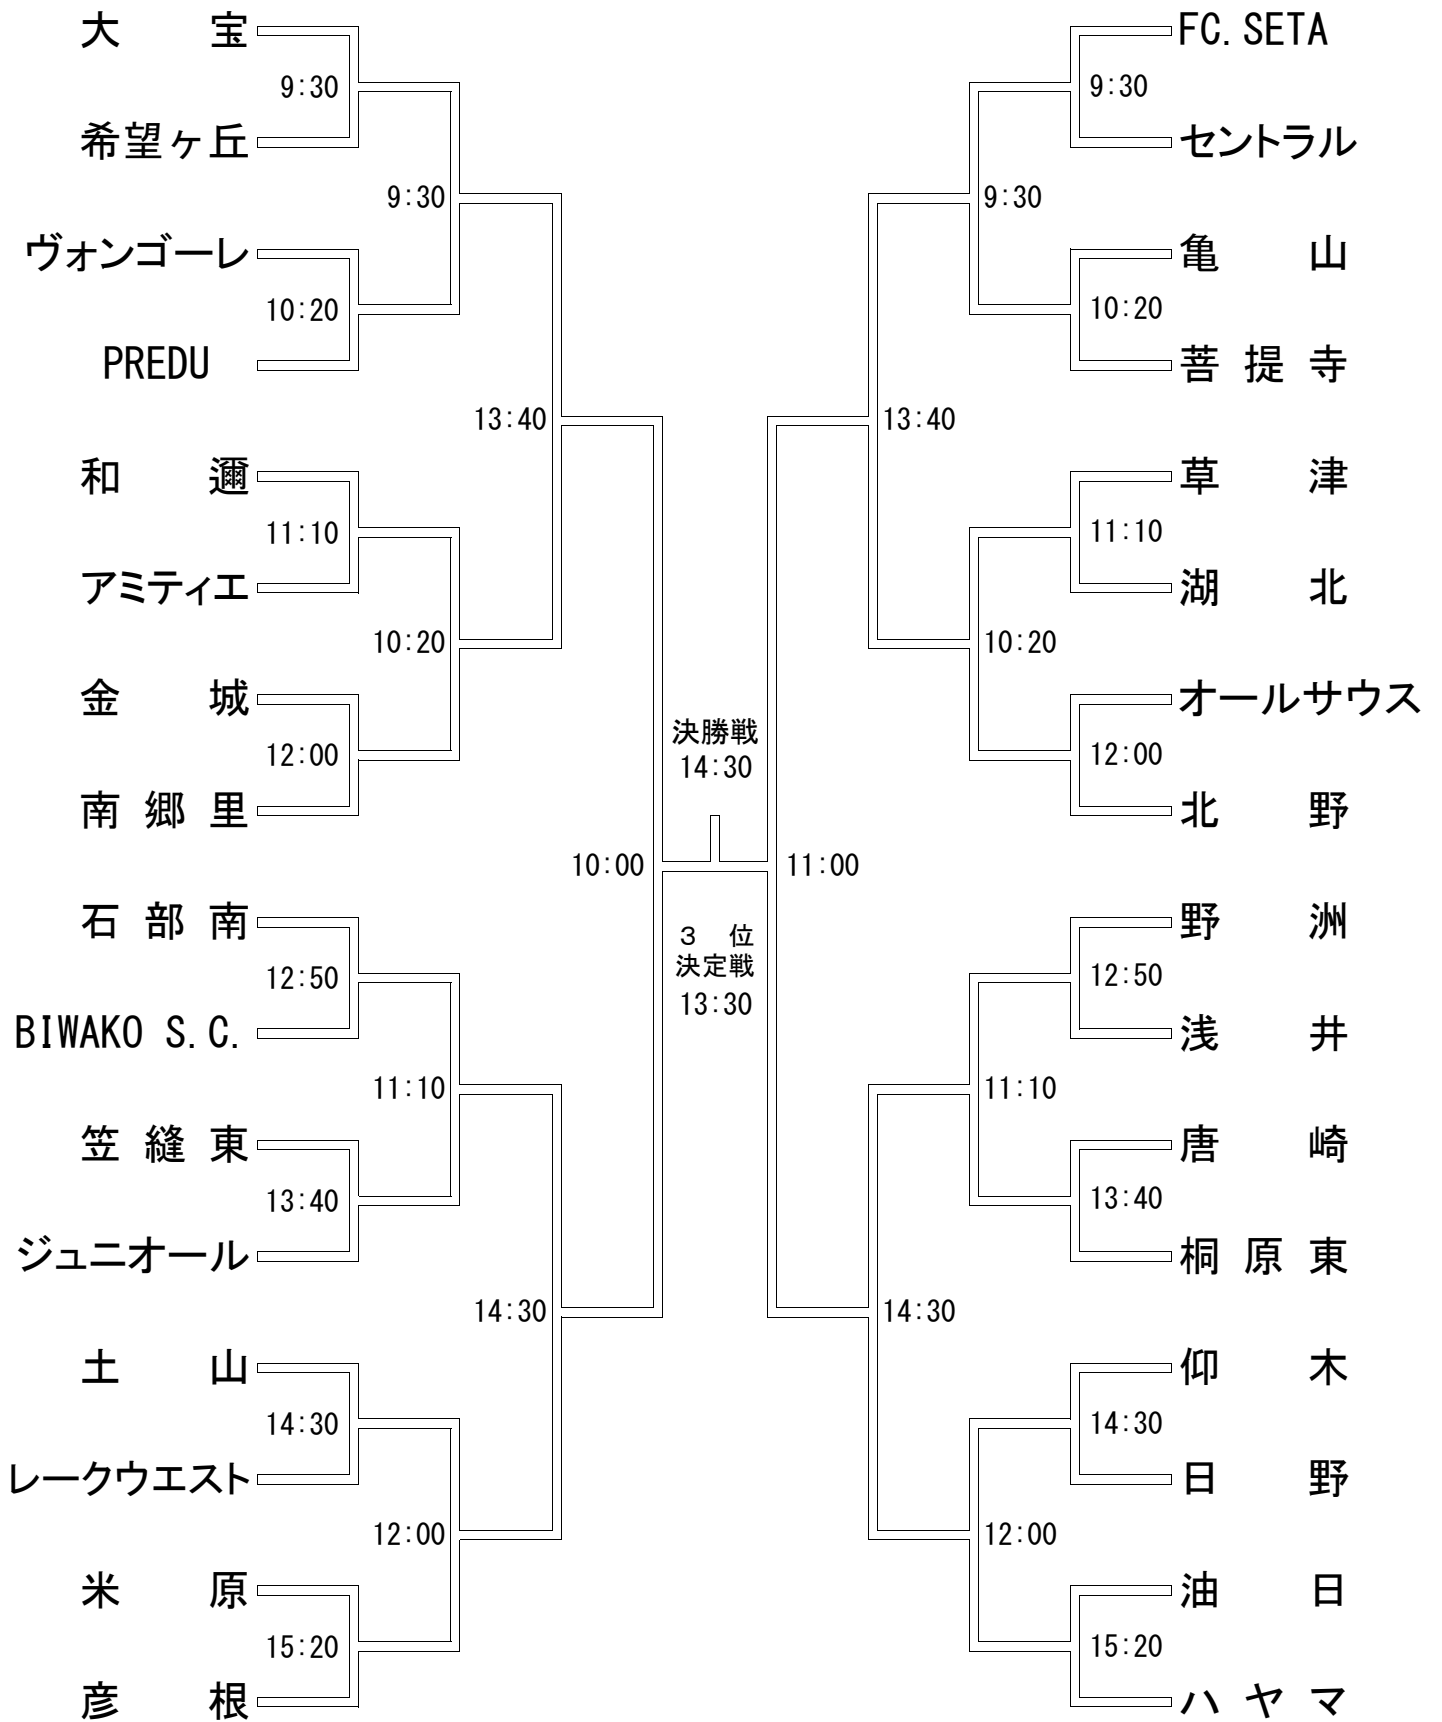 大宝
9:30
希望ヶ丘
9:30
ヴォンゴーレ
10:20
PREDU
13:40
和邇
11:10
アミティエ
10:20
金城
12:00
南郷里
10:00
石部南
12:50
BIWAKO S.C.
11:10
笠縫東
13:40
ジュニオール
14:30
土山
14:30
レークウエスト
12:00
米原
15:20
彦根
決勝戦
14:30
3位
決定戦
13:30
FC.SETA
9:30
セントラル
9:30
亀山
10:20
菩提寺
13:40
草津
11:10
湖北
10:20
オールサウス
12:00
北野
11:00
野洲
12:50
浅井
11:10
唐崎
13:40
桐原東
14:30
仰木
14:30
日野
12:00
油日
15:20
ハヤマ